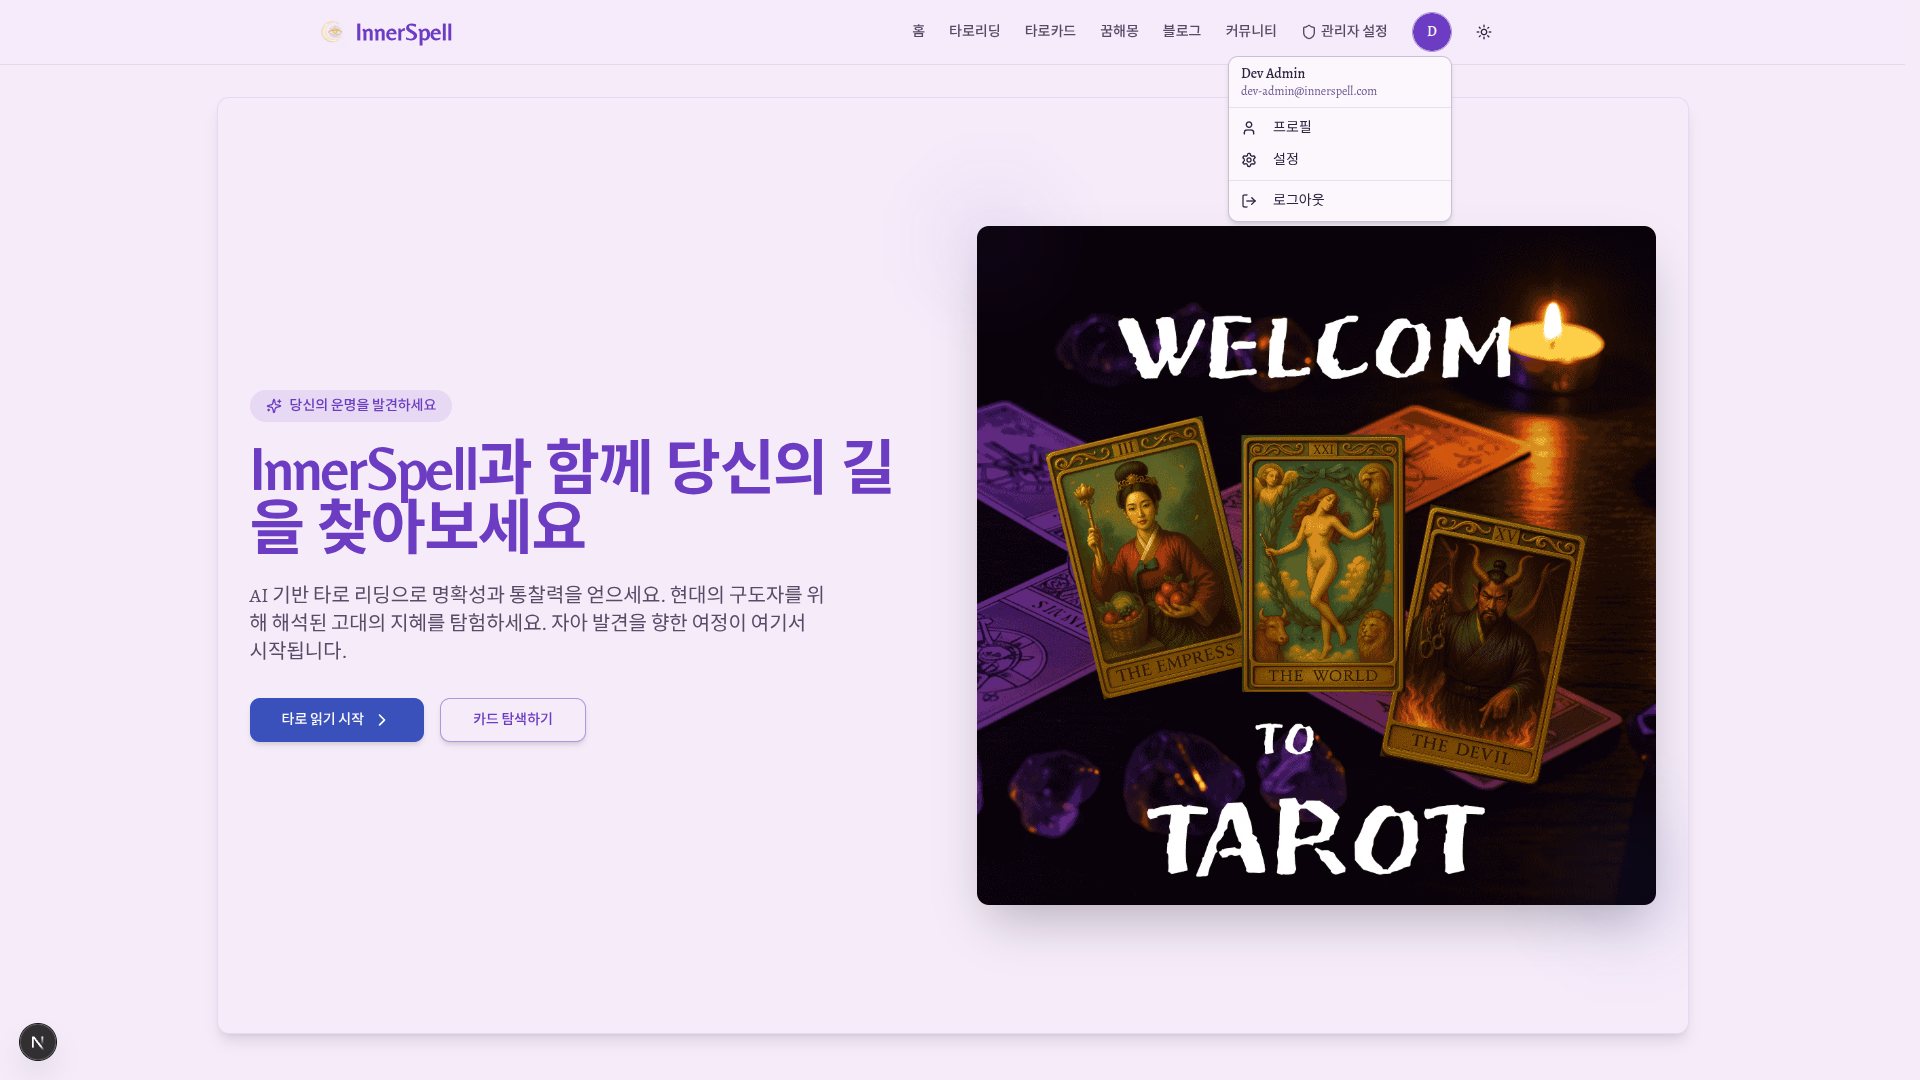 InnerSpell
홈
타로리딩
타로카드
꿈해몽
블로그
커뮤니티
관리자 설정
D
Dev Admin
dev-admin@innerspell.com
프로필
설정
로그아웃
당신의 운명을 발견하세요
InnerSpell과 함께 당신의 길
을 찾아보세요
AI 기반 타로 리딩으로 명확성과 통찰력을 얻으세요. 현대의 구도자를 위
해 해석된 고대의 지혜를 탐험하세요. 자아 발견을 향한 여정이 여기서
시작됩니다.
타로 읽기 시작
카드 탐색하기
WELCOM
III
THE EMPRESS
XXI
THE WORLD
XV
THE DEVIL
TO
TAROT
N